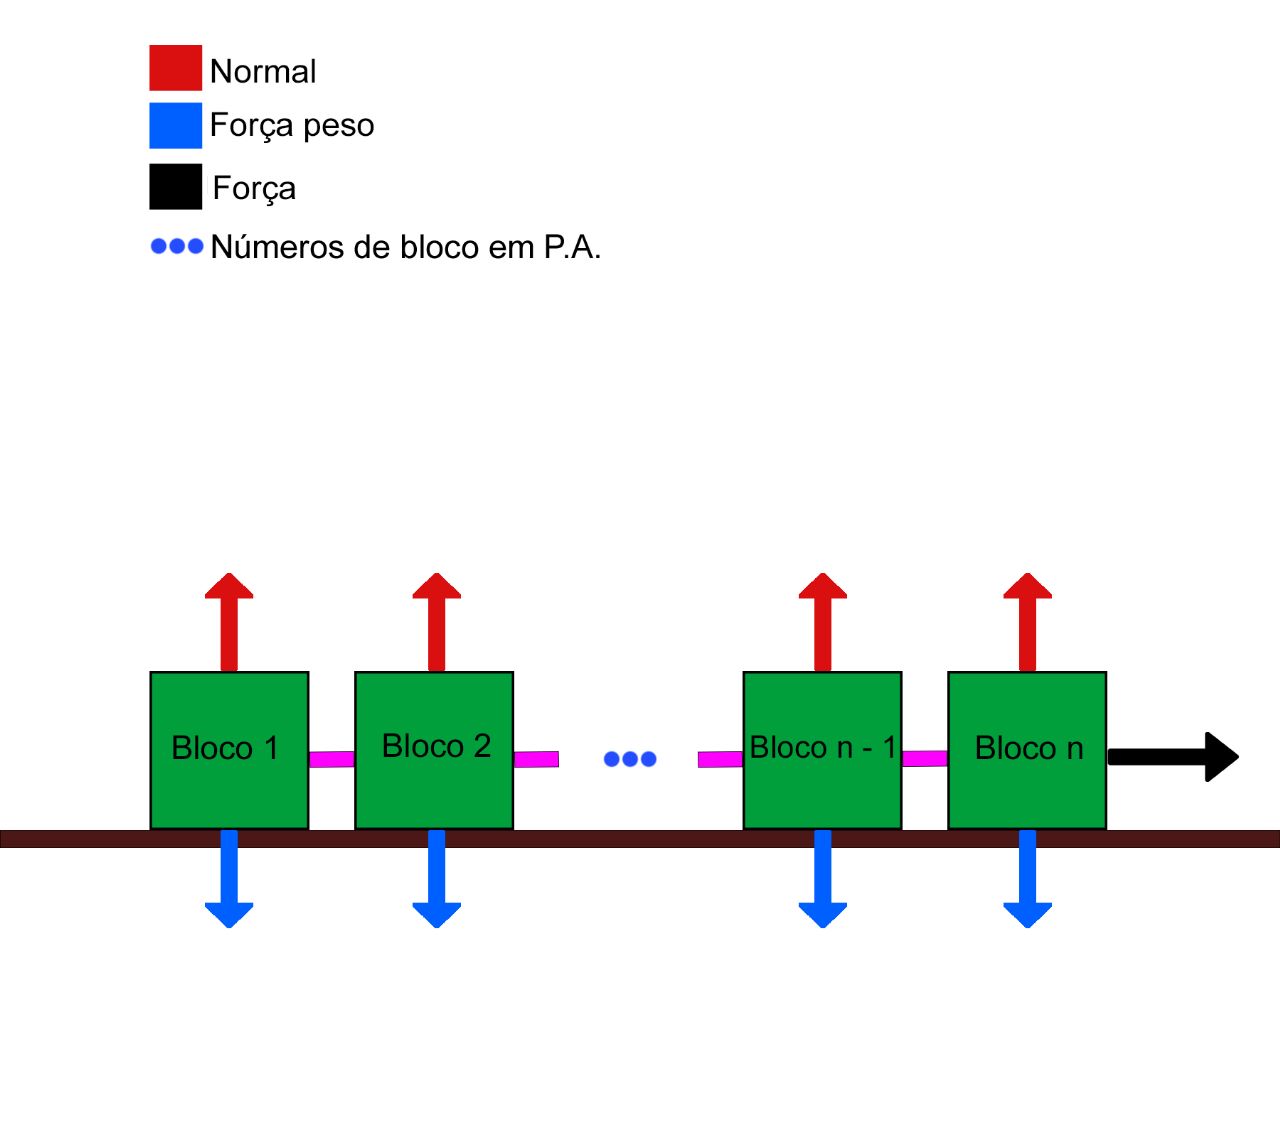 Normal
Força peso
Força
Números de bloco em P.A.
Bloco 1
Bloco 2
Bloco n - 1
Bloco n